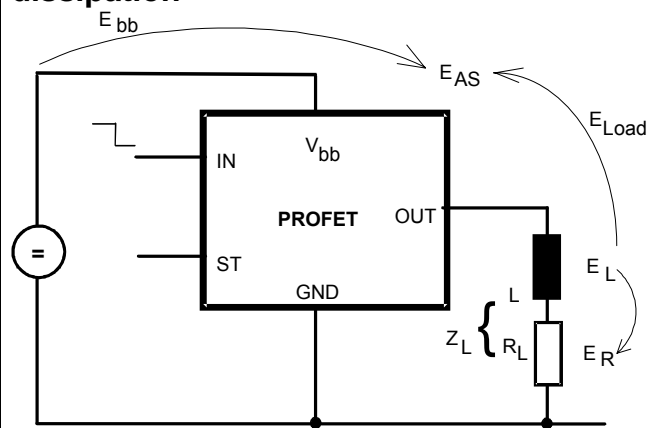 dissipation
E bb
E AS
E Load
V bb
IN
PROFET
OUT
=
ST
GND
E L
L
Z L { R L
E R